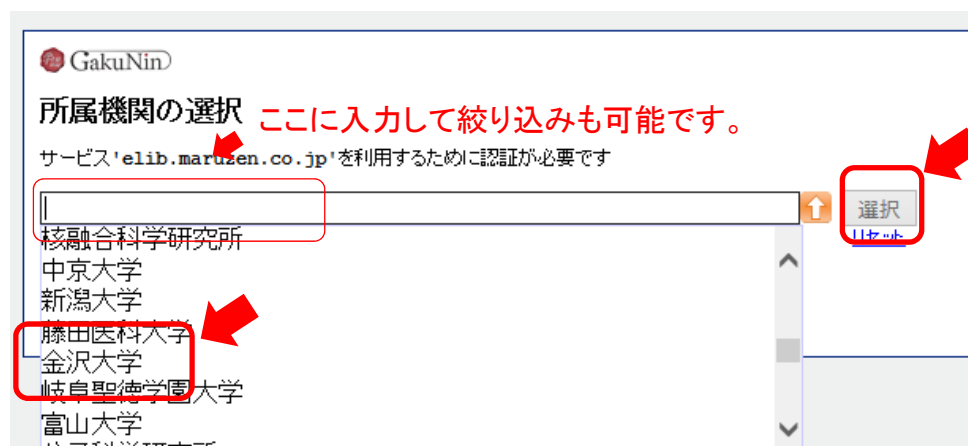 GakuNin
所属機関の選択
ここに入力して絞り込みも可能です。
サービス'elib.maruzen.co.jp'を利用するために認証が必要です
選択
リセット
核融合科学研究所
中京大学
新潟大学
藤田医科大学
金沢大学
岐阜聖徳学園大学
富山大学